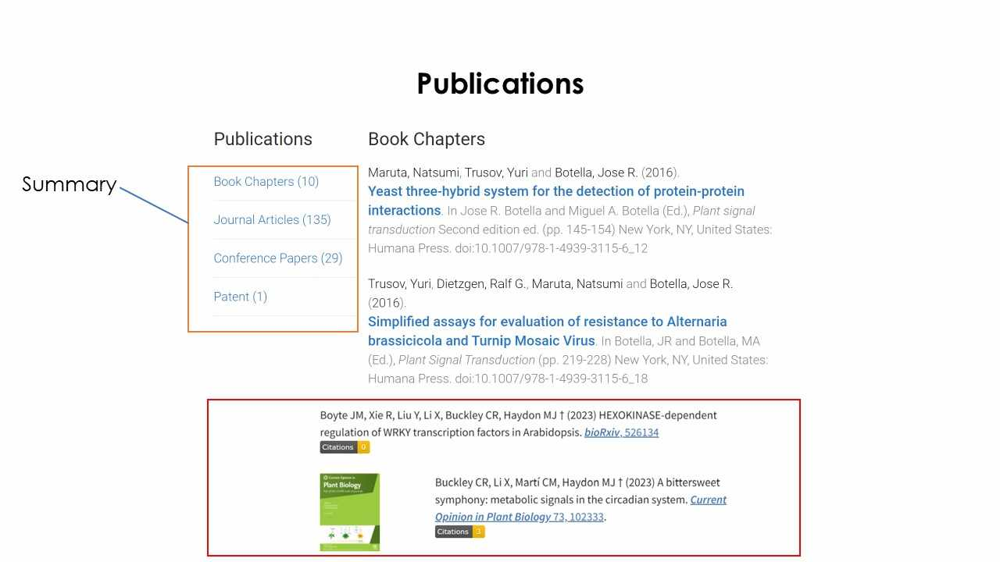 Publications
Summary
Publications
Book Chapters (10)
Journal Articles (135)
Conference Papers (29)
Patent (1)
Book Chapters
Maruta, Natsumi, Trusov, Yuri and Botella, Jose R. (2016).
Yeast three-hybrid system for the detection of protein-protein
interactions. In Jose R. Botella and Miguel A. Botella (Ed.), Plant signal
transduction Second edition ed. (pp. 145-154) New York, NY, United States:
Humana Press. doi:10.1007/978-1-4939-3115-6_12
Trusov, Yuri, Dietzgen, Ralf G., Maruta, Natsumi and Botella, Jose R.
(2016).
Simplified assays for evaluation of resistance to Alternaria
brassicicola and Turnip Mosaic Virus. In Botella, JR and Botella, MA
(Ed.), Plant Signal Transduction (pp. 219-228) New York, NY, United States:
Humana Press. doi:10.1007/978-1-4939-3115-6_18
Boyte JM, Xie R, Liu Y, Li X, Buckley CR, Haydon MJ † (2023) HEXOKINASE-dependent
regulation of WRKY transcription factors in Arabidopsis. bioRxiv, 526134
Citations 0
Current Opinion in
Plant Biology
Buckley CR, Li X, Martí CM, Haydon MJ † (2023) A bittersweet
symphony: metabolic signals in the circadian system. Current
Opinion in Plant Biology 73, 102333.
Citations 3